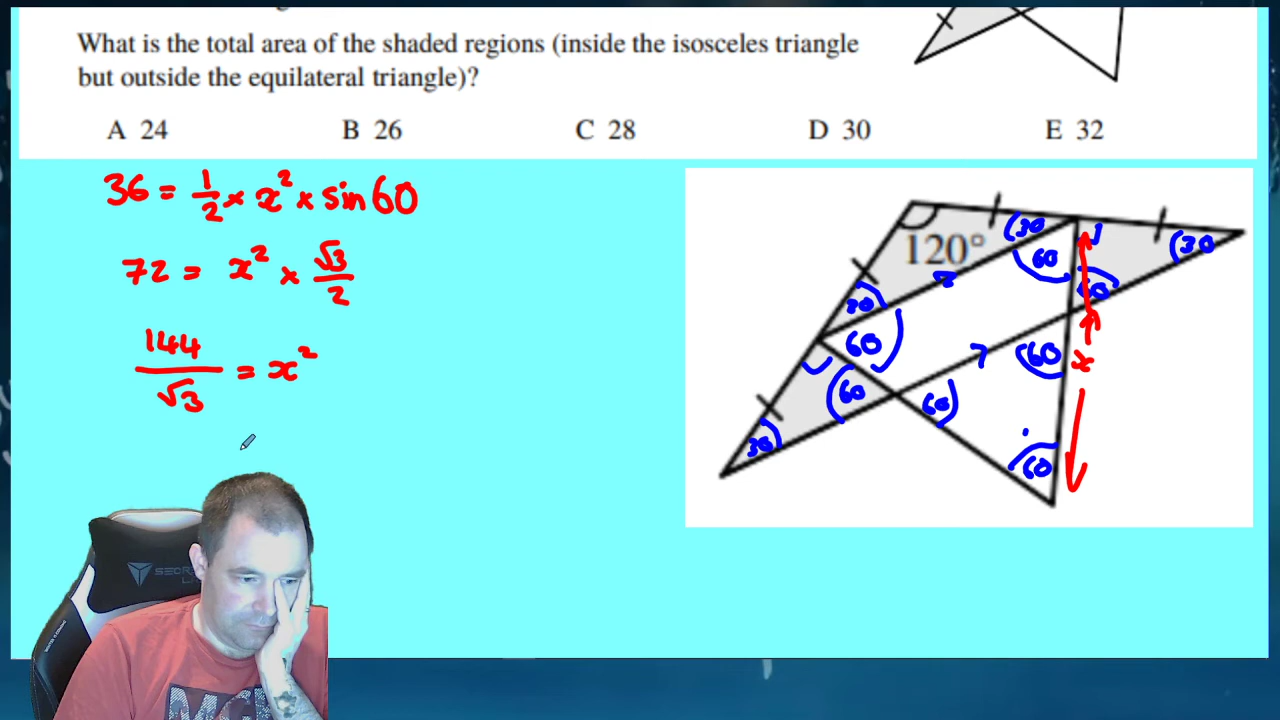 What is the total area of the shaded regions (inside the isosceles triangle
but outside the equilateral triangle)?
A 24 B 26 C 28 D 30 E 32
36 = 1/2 × x² × sin 60
72 = x² × √3/2
144/√3 = x²
120°
30
30
60
30
60
60
60
60
x
60
30
60